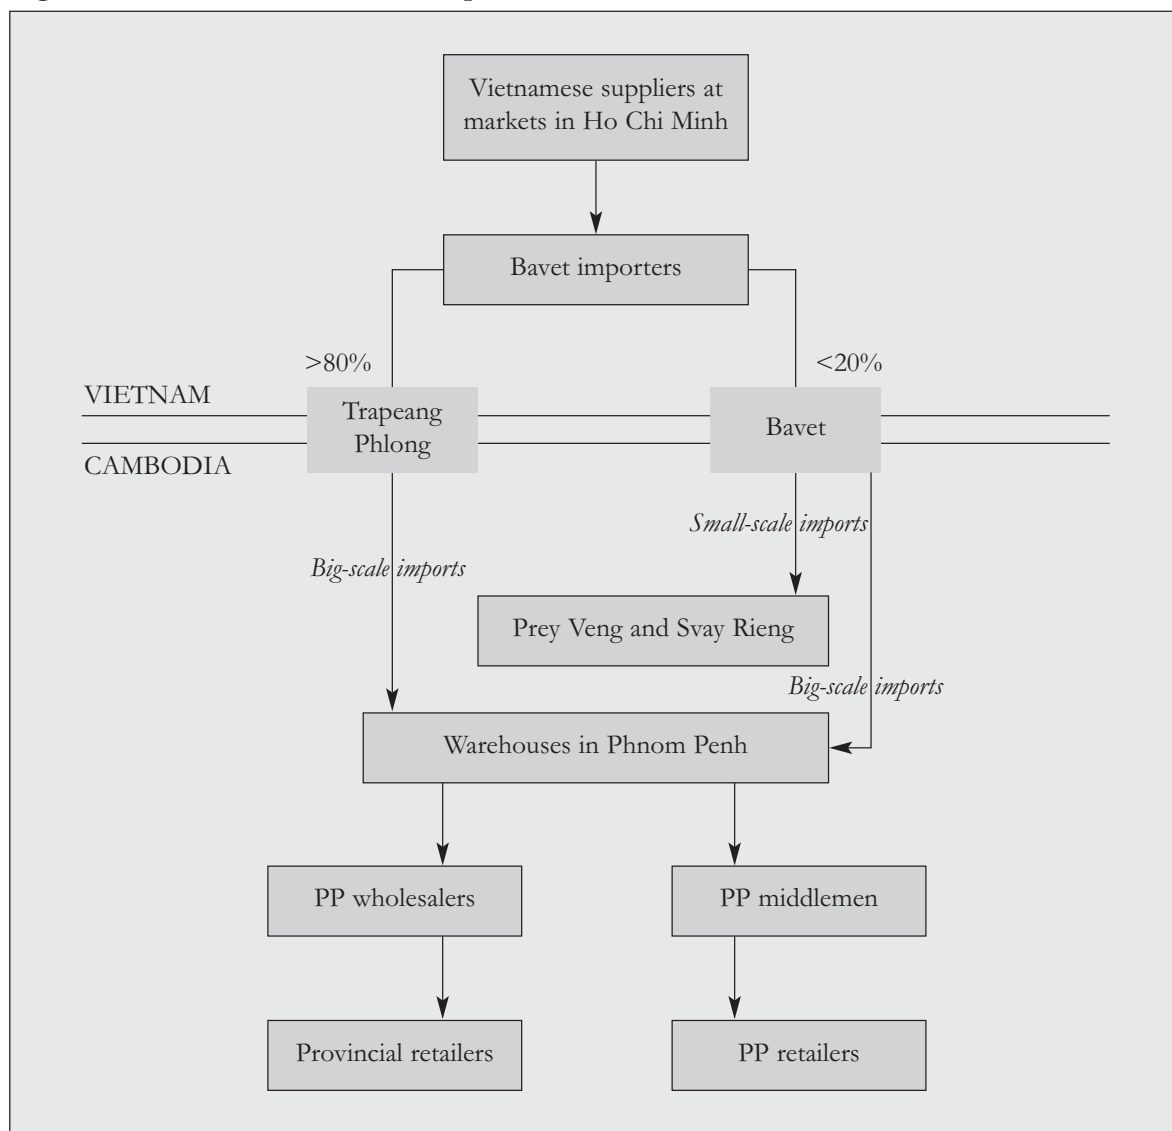 Vietnamese suppliers at
markets in Ho Chi Minh
Bavet importers
>80%
<20%
VIETNAM
Trapeang
Phlong
Bavet
CAMBODIA
Small-scale imports
Big-scale imports
Prey Veng and Svay Rieng
Big-scale imports
Warehouses in Phnom Penh
PP wholesalers
PP middlemen
Provincial retailers
PP retailers